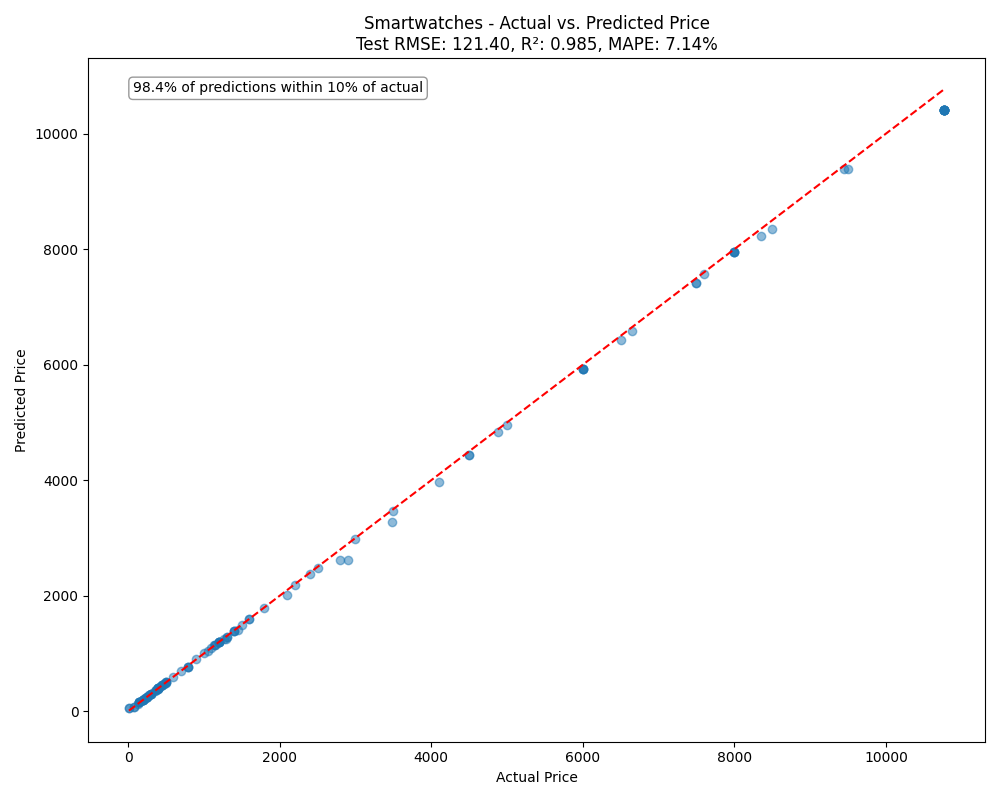 Smartwatches - Actual vs. Predicted Price
Test RMSE: 121.40, R²: 0.985, MAPE: 7.14%
98.4% of predictions within 10% of actual
Predicted Price
10000
8000
6000
4000
2000
0
0 2000 4000 6000 8000 10000
Actual Price